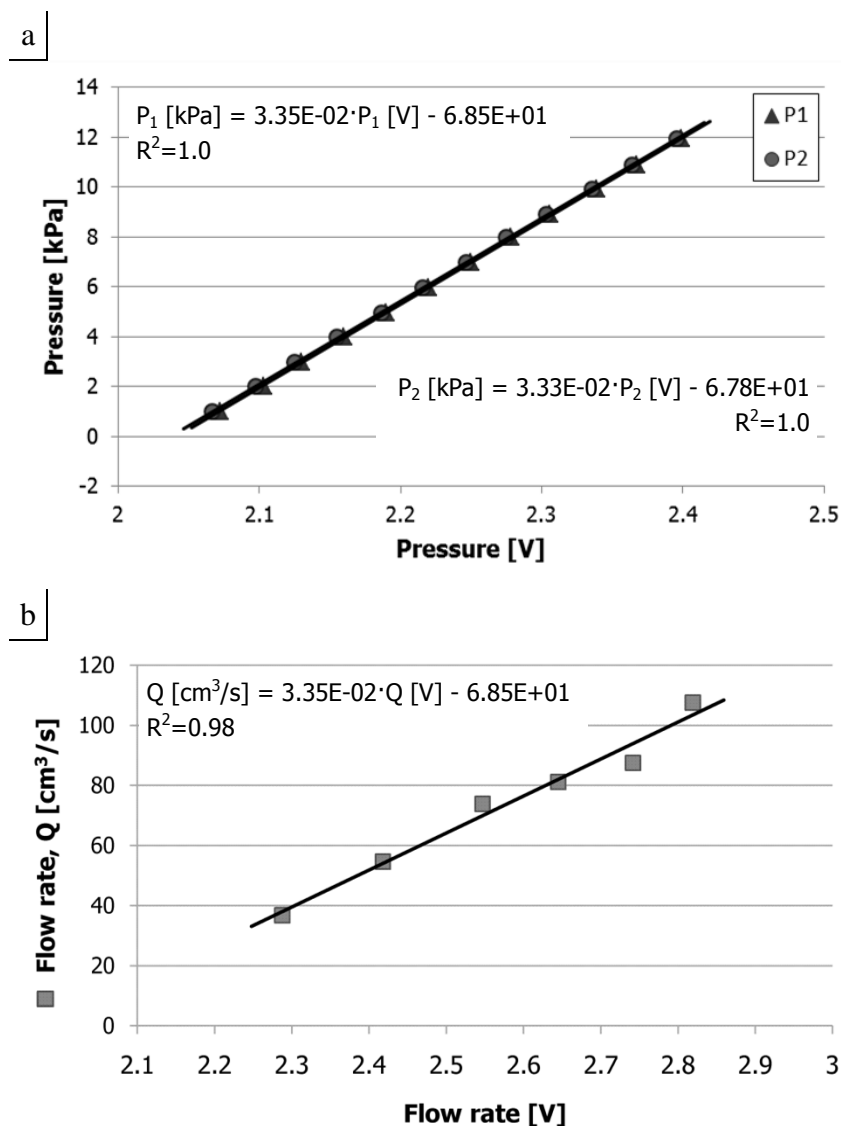 a
14
12
10
8
6
4
2
0
-2
Pressure [kPa]
P₁ [kPa] = 3.35E-02·P₁ [V] - 6.85E+01
R²=1.0
P1
P2
P₂ [kPa] = 3.33E-02·P₂ [V] - 6.78E+01
R²=1.0
2 2.1 2.2 2.3 2.4 2.5
Pressure [V]
b
120
100
80
60
40
20
0
Flow rate, Q [cm³/s]
Q [cm³/s] = 3.35E-02·Q [V] - 6.85E+01
R²=0.98
2.1 2.2 2.3 2.4 2.5 2.6 2.7 2.8 2.9 3
Flow rate [V]